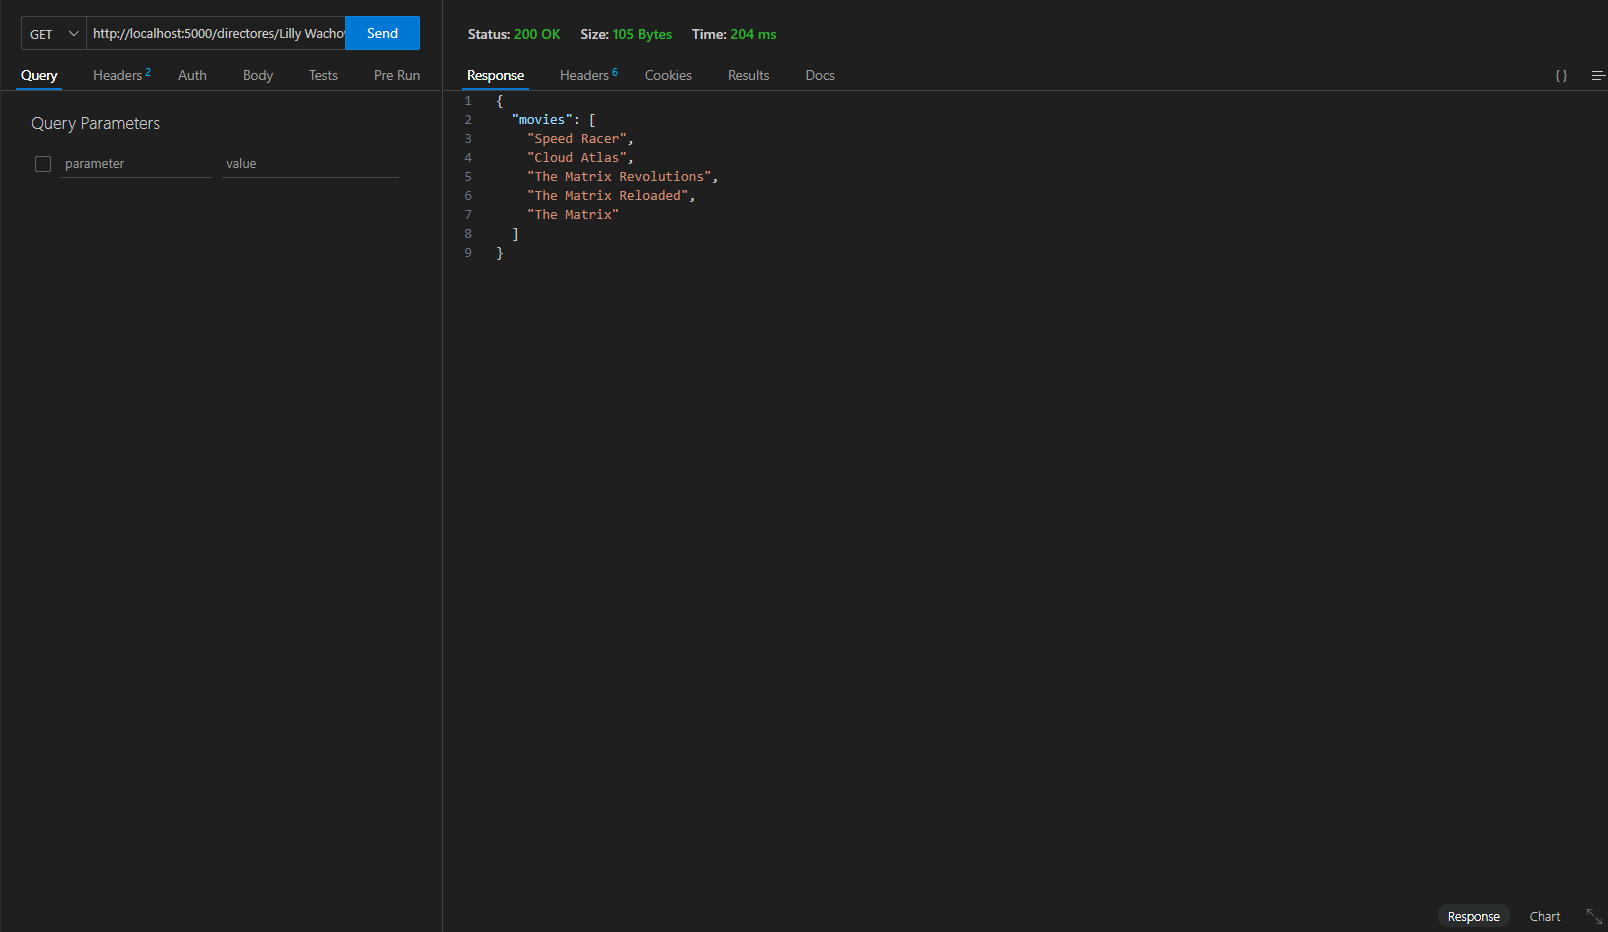 GET http://localhost:5000/directores/Lilly Wacho Send
Query Headers 2 Auth Body Tests Pre Run
Query Parameters
parameter value
Status: 200 OK Size: 105 Bytes Time: 204 ms
Response Headers 6 Cookies Results Docs {}
1 {
2 "movies": [
3 "Speed Racer",
4 "Cloud Atlas",
5 "The Matrix Revolutions",
6 "The Matrix Reloaded",
7 "The Matrix"
8 ]
9 }
Response Chart